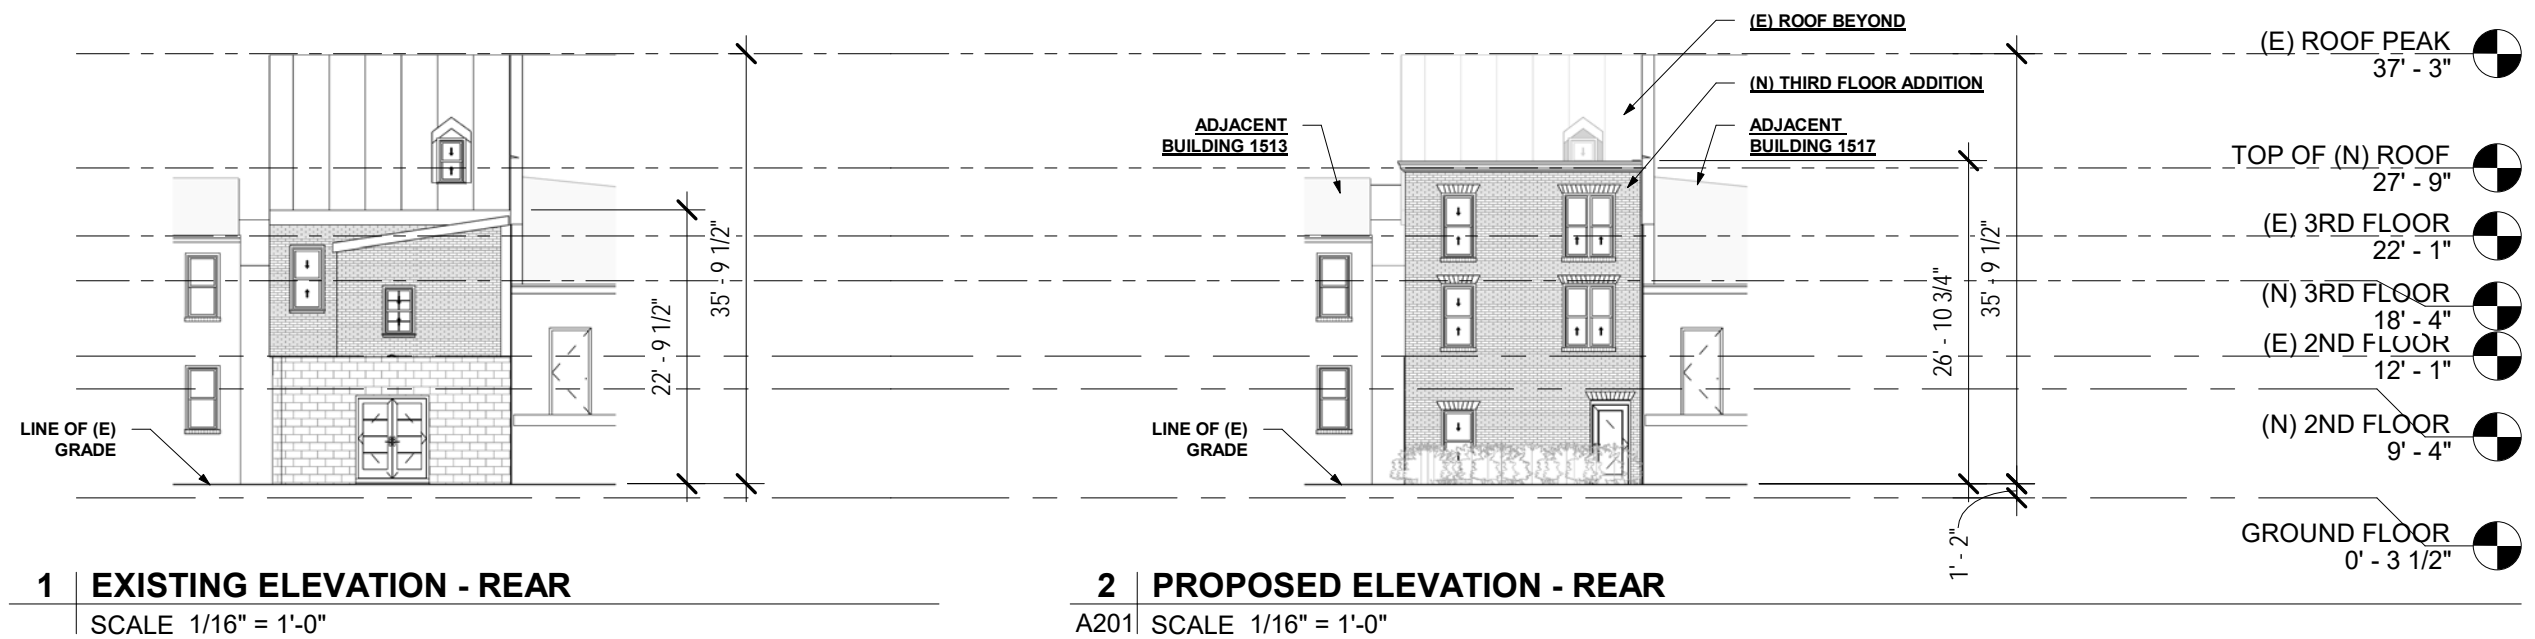 (E) ROOF BEYOND
(N) THIRD FLOOR ADDITION
ADJACENT
BUILDING 1513
ADJACENT
BUILDING 1517
(E) ROOF PEAK
37' - 3"
TOP OF (N) ROOF
27' - 9"
(E) 3RD FLOOR
22' - 1"
(N) 3RD FLOOR
18' - 4"
(E) 2ND FLOOR
12' - 1"
(N) 2ND FLOOR
9' - 4"
GROUND FLOOR
0' - 3 1/2"
22' - 9 1/2"
35' - 9 1/2"
26' - 10 3/4"
35' - 9 1/2"
1' - 2"
LINE OF (E)
GRADE
LINE OF (E)
GRADE
1 EXISTING ELEVATION - REAR
SCALE 1/16" = 1'-0"
2 PROPOSED ELEVATION - REAR
A201 SCALE 1/16" = 1'-0"